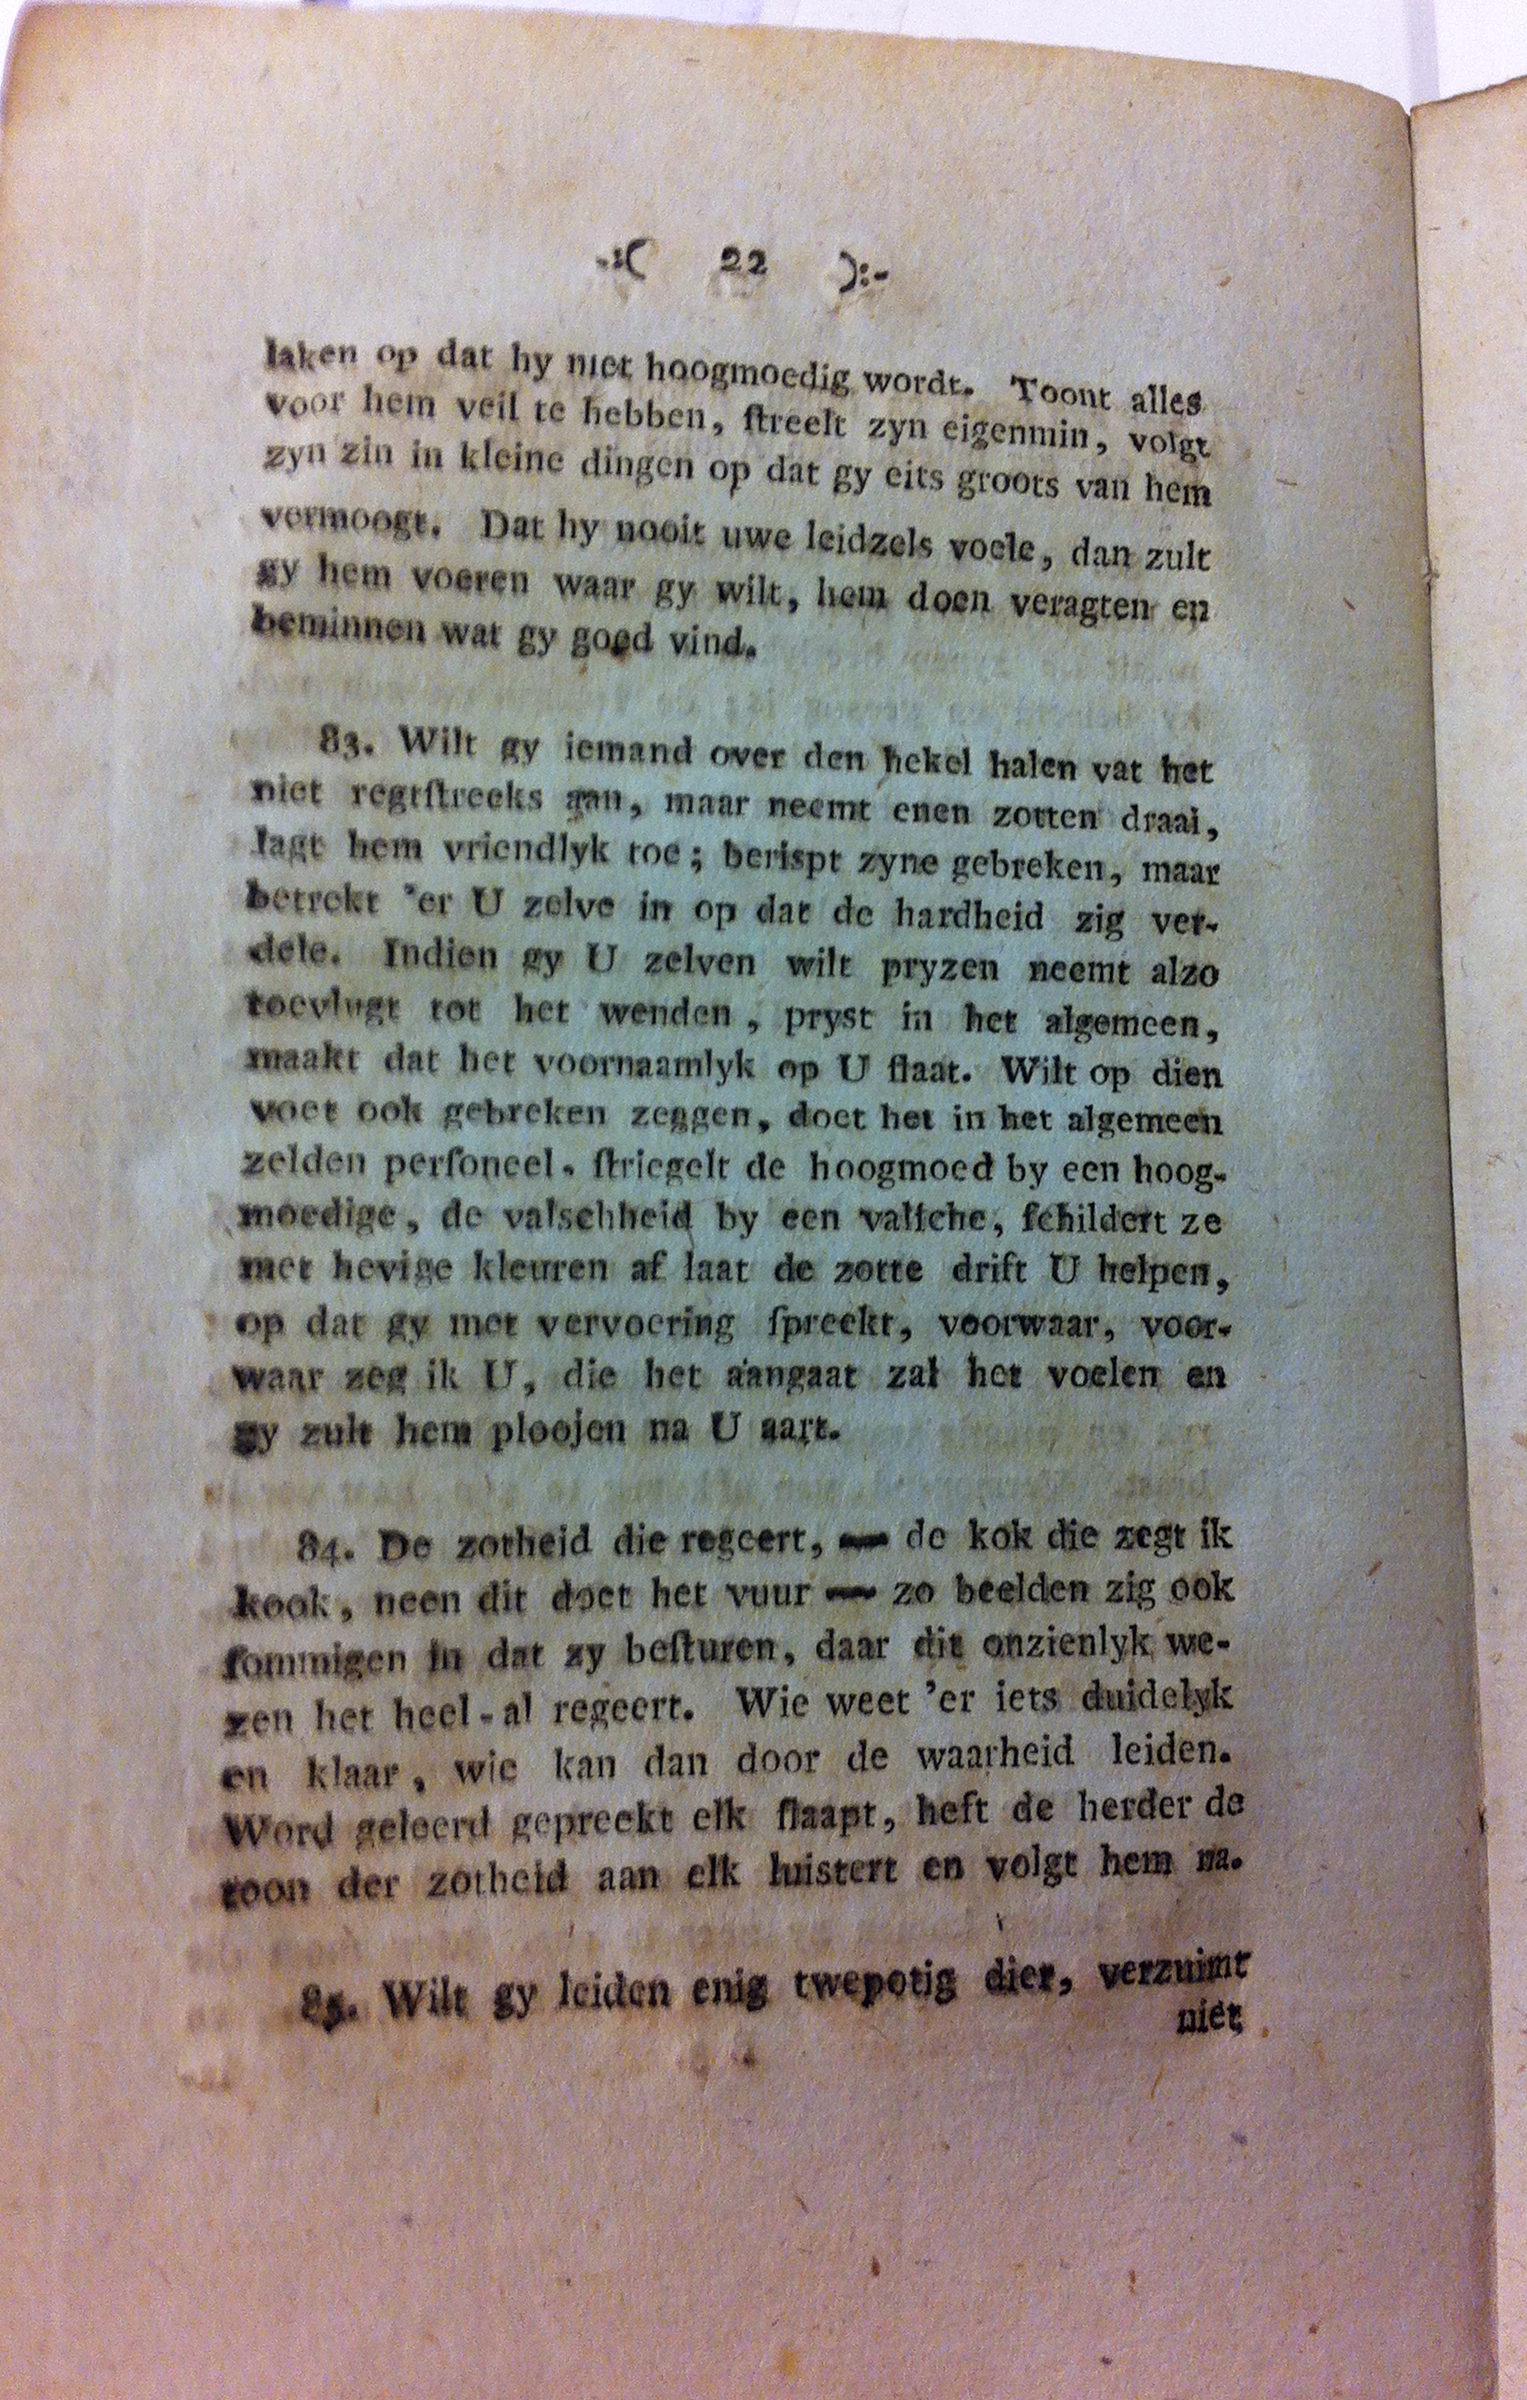 -:( 22 ):-
laken op dat hy niet hoogmoedig wordt. Toont alles
voor hem veil te hebben, ſtreelt zyn eigenmin, volgt
zyn zin in kleine dingen op dat gy eits groots van hem
vermoogt. Dat hy nooit uwe leidzels voele, dan zult
gy hem voeren waar gy wilt, hem doen veragten en
beminnen wat gy goed vind.
83. Wilt gy iemand over den hekel halen vat het
niet regtſtreeks aan, maar neemt enen zotten draai,
lagt hem vriendlyk toe; berispt zyne gebreken, maar
betrekt 'er U zelve in op dat de hardheid zig ver-
dele. Indien gy U zelven wilt pryzen neemt alzo
toevlugt tot het wenden, pryst in het algemeen,
maakt dat het voornaamlyk op U ſlaat. Wilt op dien
voet ook gebreken zeggen, doet het in het algemeen
zelden perſoneel. ſtriegelt de hoogmoed by een hoog-
moedige, de valschheid by een valſche, ſchildert ze
met hevige kleuren af laat de zotte drift U helpen,
op dat gy met vervoering ſpreekt, voorwaar, voor-
waar zeg ik U, die het aangaat zal het voelen en
gy zult hem ploojen na U aart.
84. De zotheid die regeert, — de kok die zegt ik
kook, neen dit doet het vuur — zo beelden zig ook
ſommigen in dat zy beſturen, daar dit onzienlyk we-
zen het heel-al regeert. Wie weet 'er iets duidelyk
en klaar, wie kan dan door de waarheid leiden.
Word geleerd gepreekt elk ſlaapt, heft de herder de
toon der zotheid aan elk luistert en volgt hem na.
85. Wilt gy leiden enig twepotig dier, verzuimt
niet